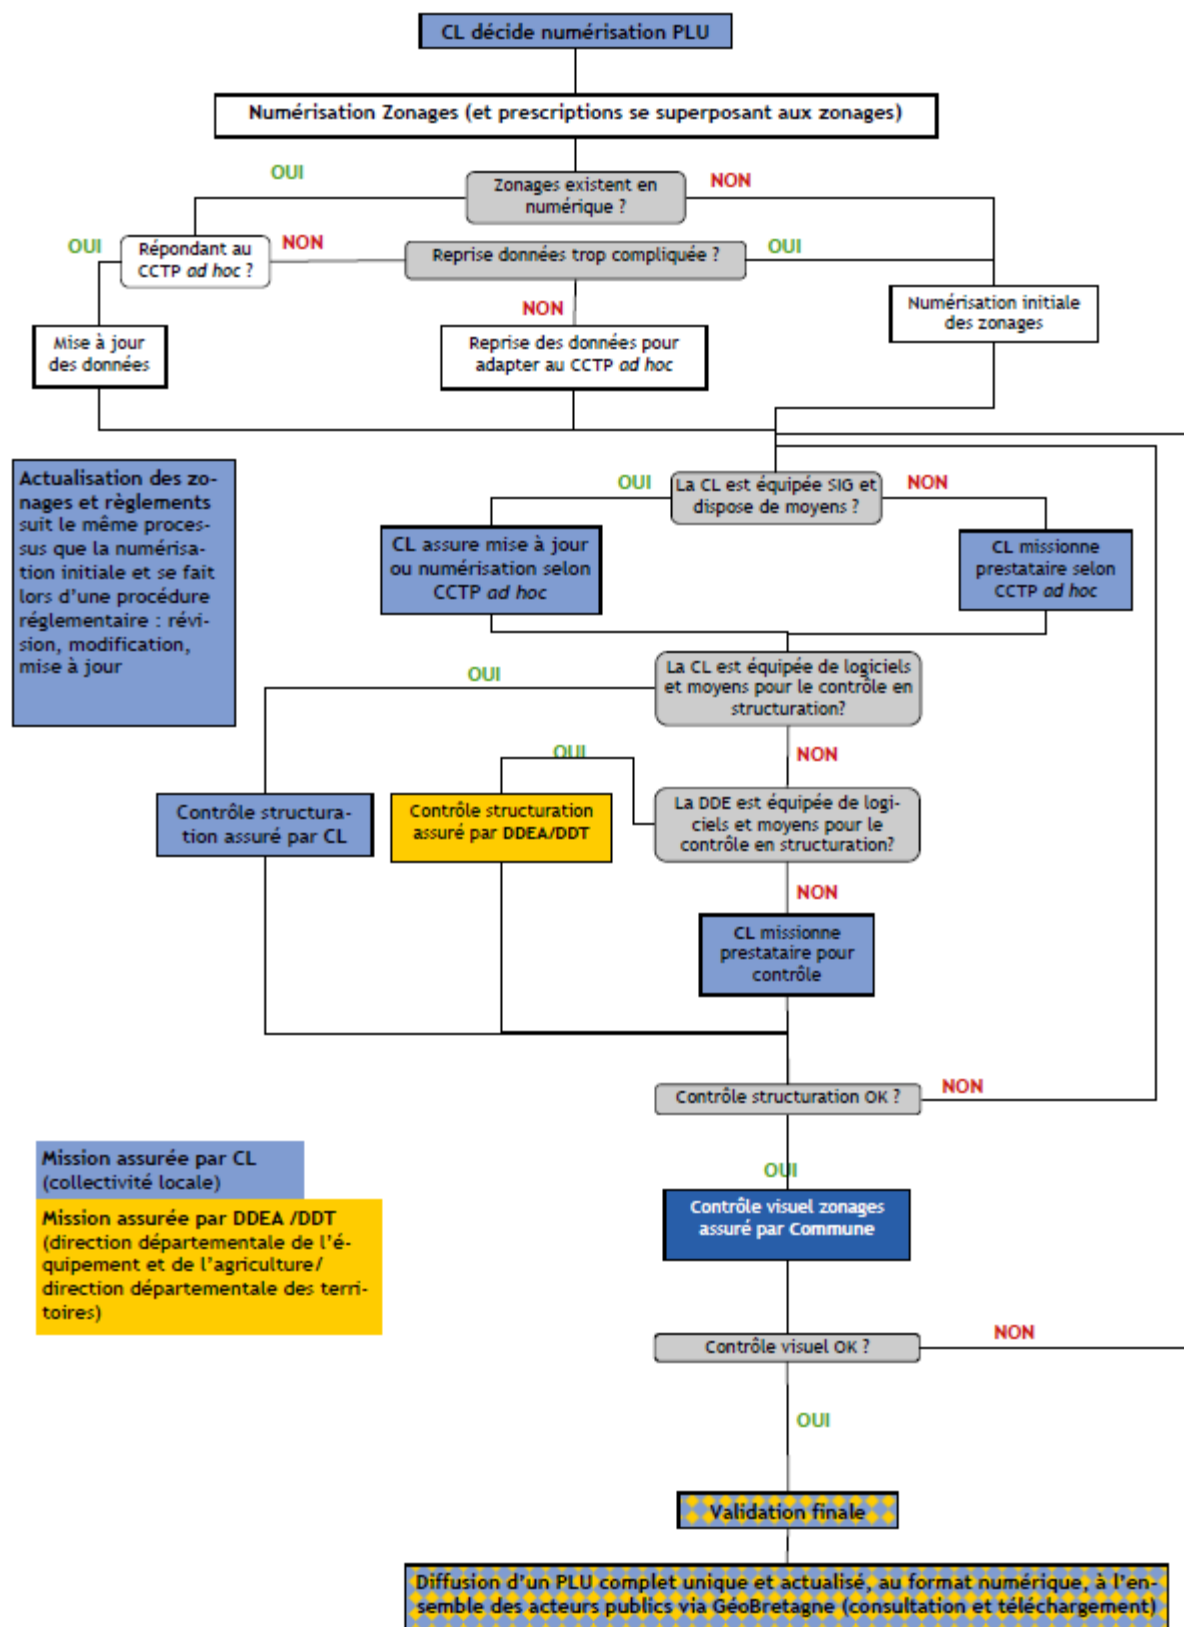 CL décide numérisation PLU
Numérisation Zonages (et prescriptions se superposant aux zonages)
OUI
Zonages existent en
numérique ?
NON
OUI
Répondant au
CCTP ad hoc ?
NON
Reprise données trop compliquée ?
OUI
NON
Numérisation initiale
des zonages
Mise à jour
des données
Reprise des données pour
adapter au CCTP ad hoc
Actualisation des zo-
nages et règlements
suit le même proces-
sus que la numérisa-
tion initiale et se fait
lors d'une procédure
réglementaire : révi-
sion, modification,
mise à jour
OUI
La CL est équipée SIG et
dispose de moyens ?
NON
CL assure mise à jour
ou numérisation selon
CCTP ad hoc
CL missionne
prestataire selon
CCTP ad hoc
OUI
La CL est équipée de logiciels
et moyens pour le contrôle en
structuration?
NON
OUI
Contrôle structura-
tion assuré par CL
Contrôle structuration
assuré par DDEA/DDT
La DDE est équipée de logi-
ciels et moyens pour le
contrôle en structuration?
NON
CL missionne
prestataire pour
contrôle
Contrôle structuration OK ?
NON
OUI
Mission assurée par CL
(collectivité locale)
Mission assurée par DDEA /DDT
(direction départementale de l'é-
quipement et de l'agriculture/
direction départementale des terri-
toires)
Contrôle visuel zonages
assuré par Commune
Contrôle visuel OK ?
NON
OUI
Validation finale
Diffusion d'un PLU complet unique et actualisé, au format numérique, à l'en-
semble des acteurs publics via GéoBretagne (consultation et téléchargement)